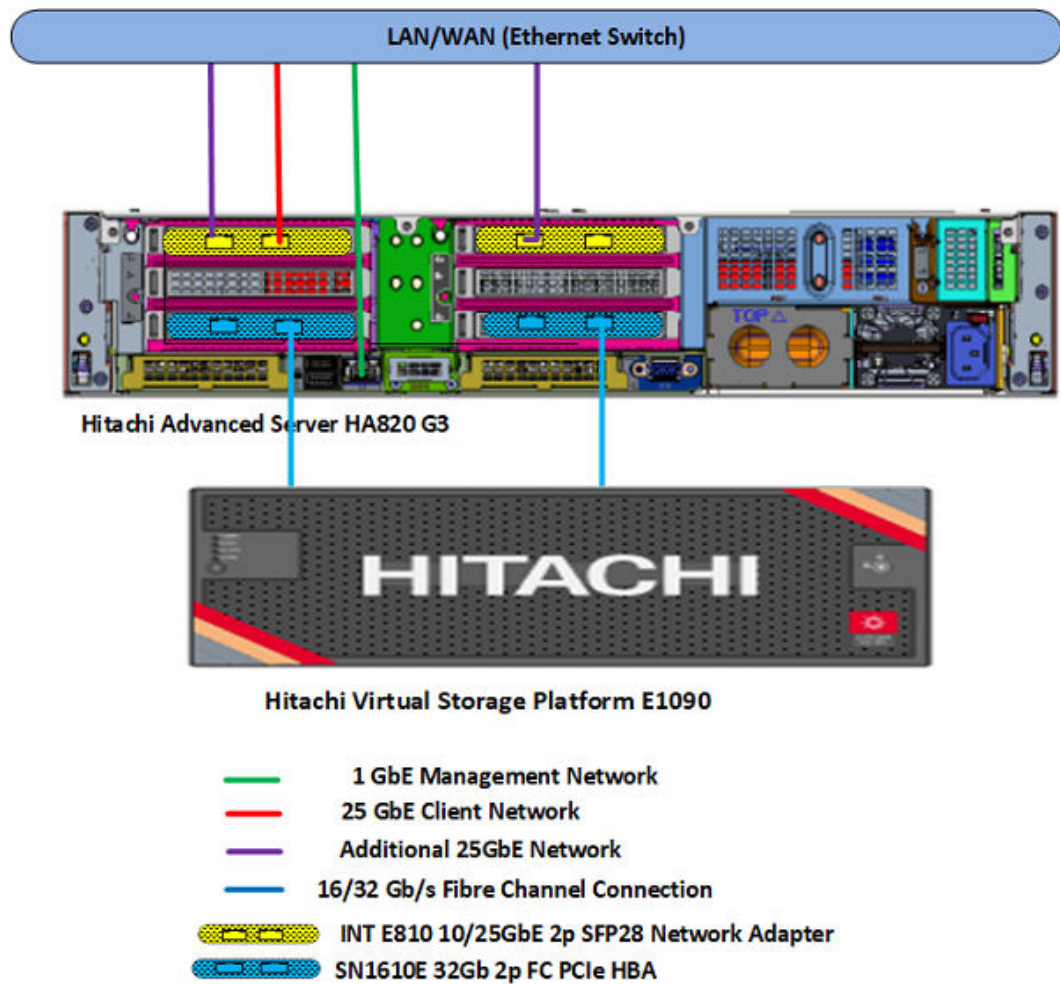 LAN/WAN (Ethernet Switch)
TOP
Hitachi Advanced Server HA820 G3
HITACHI
Hitachi Virtual Storage Platform E1090
1 GbE Management Network
25 GbE Client Network
Additional 25GbE Network
16/32 Gb/s Fibre Channel Connection
INT E810 10/25GbE 2p SFP28 Network Adapter
SN1610E 32Gb 2p FC PCIe HBA